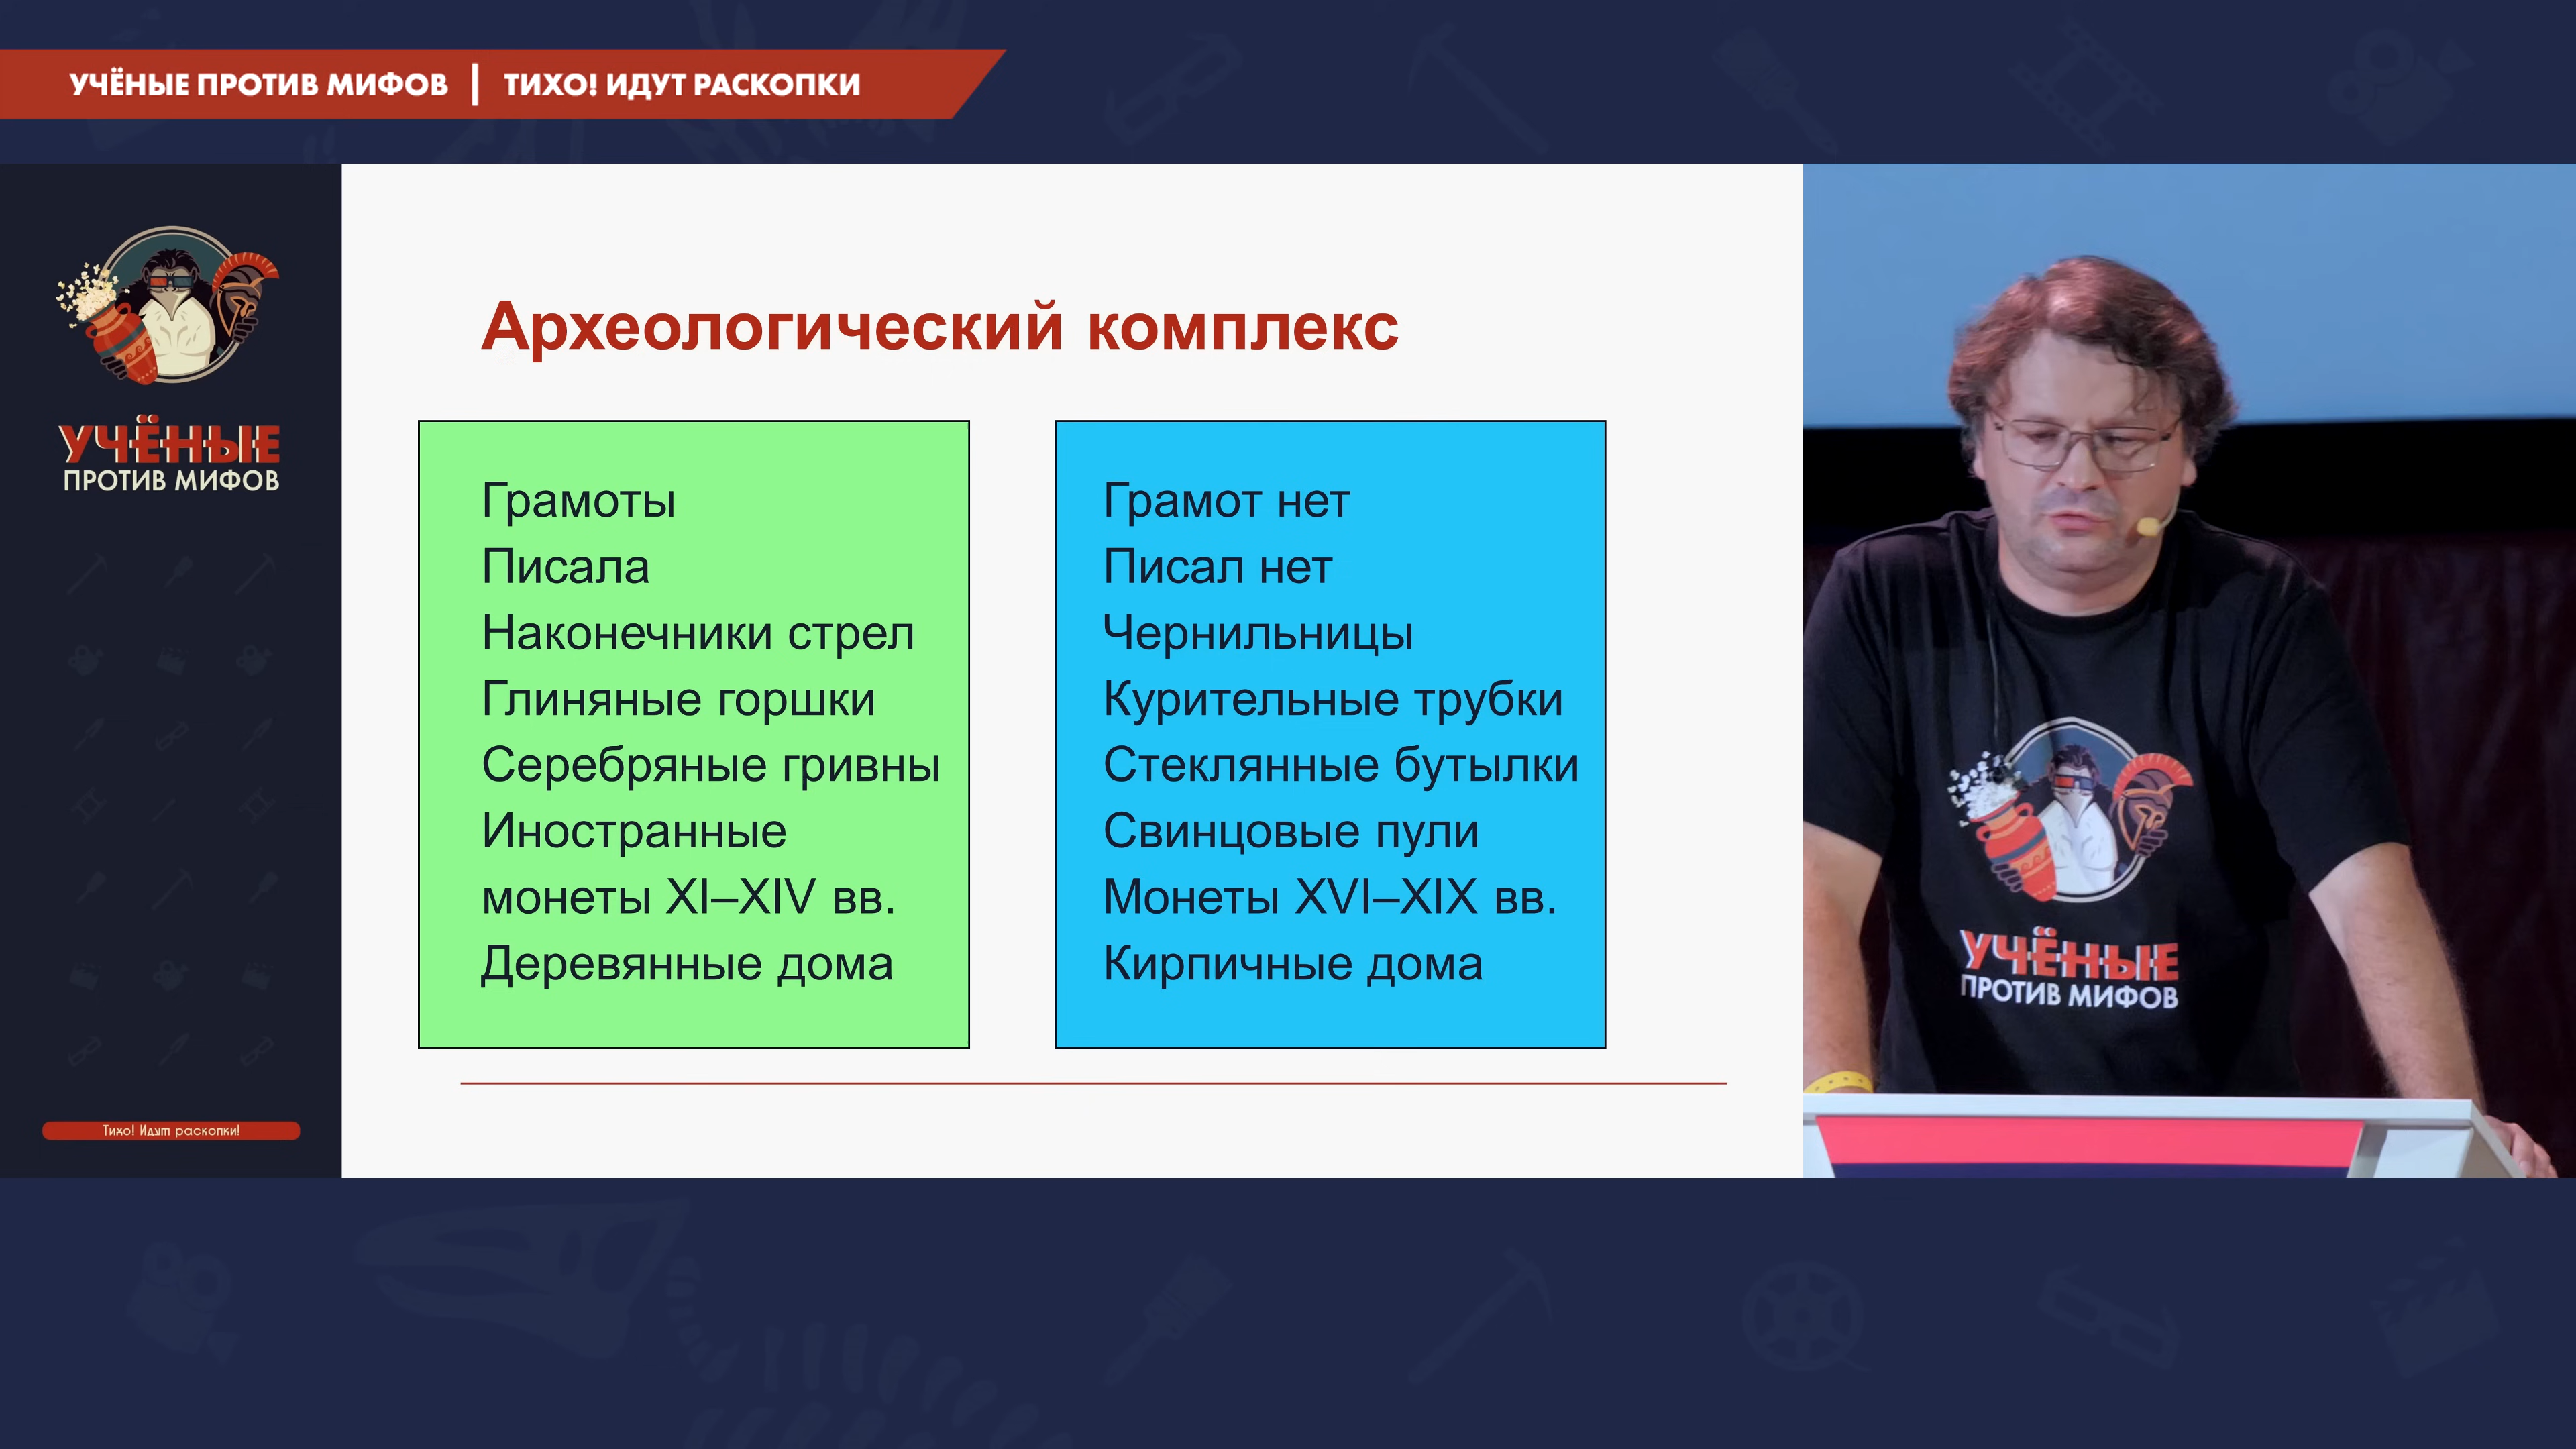 УЧЁНЫЕ ПРОТИВ МИФОВ | ТИХО! ИДУТ РАСКОПКИ
УЧЁНЫЕ
ПРОТИВ МИФОВ
Тихо! Идут раскопки!
Археологический комплекс
Грамоты
Писала
Наконечники стрел
Глиняные горшки
Серебряные гривны
Иностранные
монеты XI–XIV вв.
Деревянные дома
Грамот нет
Писал нет
Чернильницы
Курительные трубки
Стеклянные бутылки
Свинцовые пули
Монеты XVI–XIX вв.
Кирпичные дома
УЧЁНЫЕ
ПРОТИВ МИФОВ